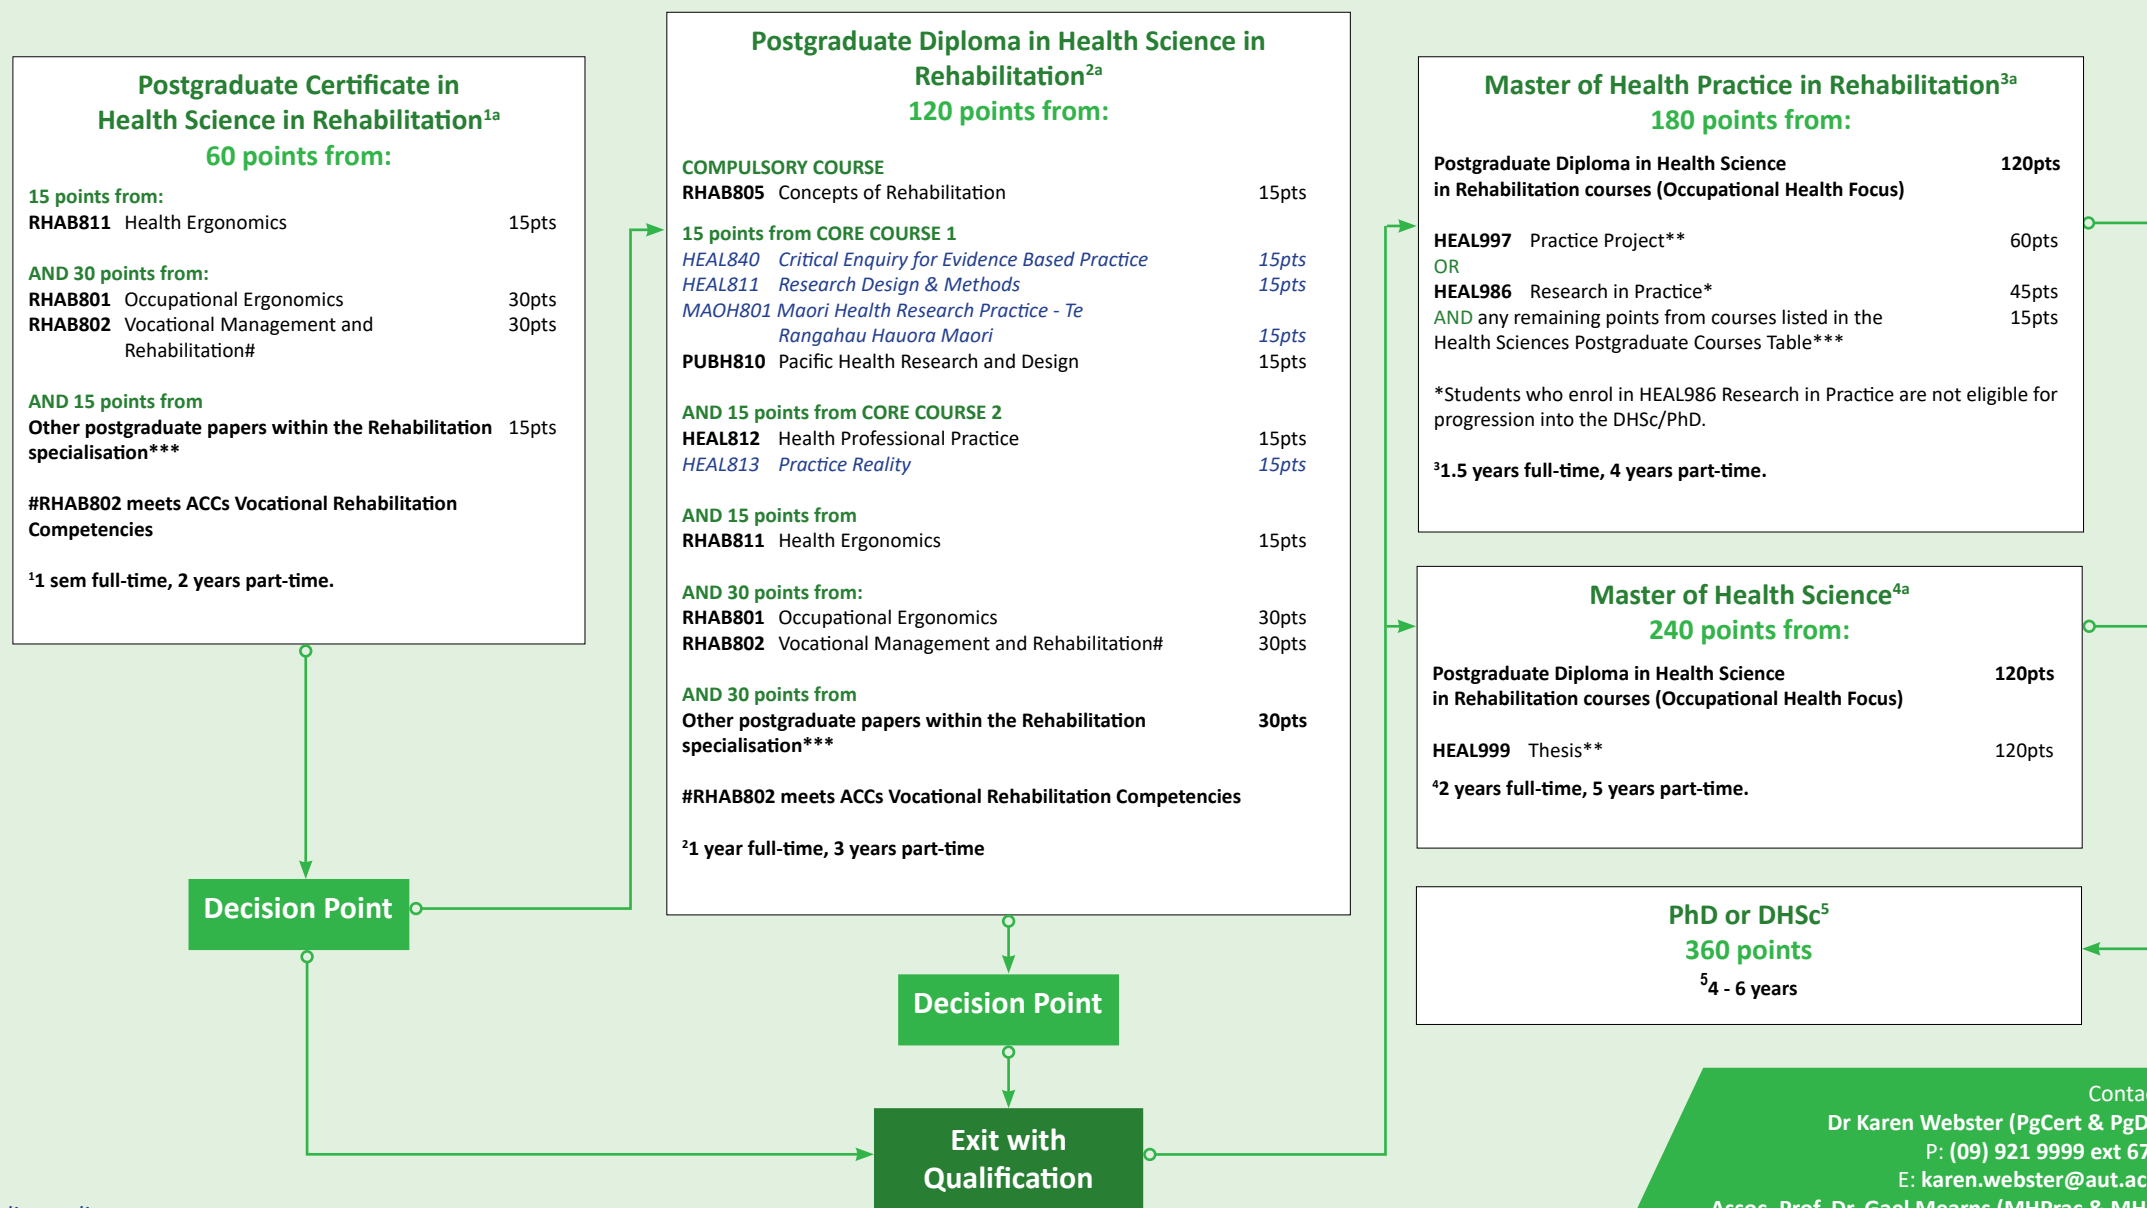 Postgraduate Certificate in
Health Science in Rehabilitation1a
60 points from:
15 points from:
RHAB811 Health Ergonomics 15pts
AND 30 points from:
RHAB801 Occupational Ergonomics 30pts
RHAB802 Vocational Management and 30pts
Rehabilitation#
AND 15 points from
Other postgraduate papers within the Rehabilitation 15pts
specialisation***
#RHAB802 meets ACCs Vocational Rehabilitation
Competencies
11 sem full-time, 2 years part-time.
Decision Point
Postgraduate Diploma in Health Science in
Rehabilitation2a
120 points from:
COMPULSORY COURSE
RHAB805 Concepts of Rehabilitation 15pts
15 points from CORE COURSE 1
HEAL840 Critical Enquiry for Evidence Based Practice 15pts
HEAL811 Research Design & Methods 15pts
MAOH801 Maori Health Research Practice - Te
Rangahau Hauora Maori 15pts
PUBH810 Pacific Health Research and Design 15pts
AND 15 points from CORE COURSE 2
HEAL812 Health Professional Practice 15pts
HEAL813 Practice Reality 15pts
AND 15 points from
RHAB811 Health Ergonomics 15pts
AND 30 points from:
RHAB801 Occupational Ergonomics 30pts
RHAB802 Vocational Management and Rehabilitation# 30pts
AND 30 points from
Other postgraduate papers within the Rehabilitation 30pts
specialisation***
#RHAB802 meets ACCs Vocational Rehabilitation Competencies
21 year full-time, 3 years part-time
Decision Point
Exit with
Qualification
Master of Health Practice in Rehabilitation3a
180 points from:
Postgraduate Diploma in Health Science 120pts
in Rehabilitation courses (Occupational Health Focus)
HEAL997 Practice Project** 60pts
OR
HEAL986 Research in Practice* 45pts
AND any remaining points from courses listed in the 15pts
Health Sciences Postgraduate Courses Table***
*Students who enrol in HEAL986 Research in Practice are not eligible for
progression into the DHSc/PhD.
31.5 years full-time, 4 years part-time.
Master of Health Science4a
240 points from:
Postgraduate Diploma in Health Science 120pts
in Rehabilitation courses (Occupational Health Focus)
HEAL999 Thesis** 120pts
42 years full-time, 5 years part-time.
PhD or DHSc5
360 points
54 - 6 years
Conta
Dr Karen Webster (PgCert & PgD
P: (09) 921 9999 ext 67
E: karen.webster@aut.ac
Assoc. Prof. Dr. Gael Mearns (MHPrac & MH